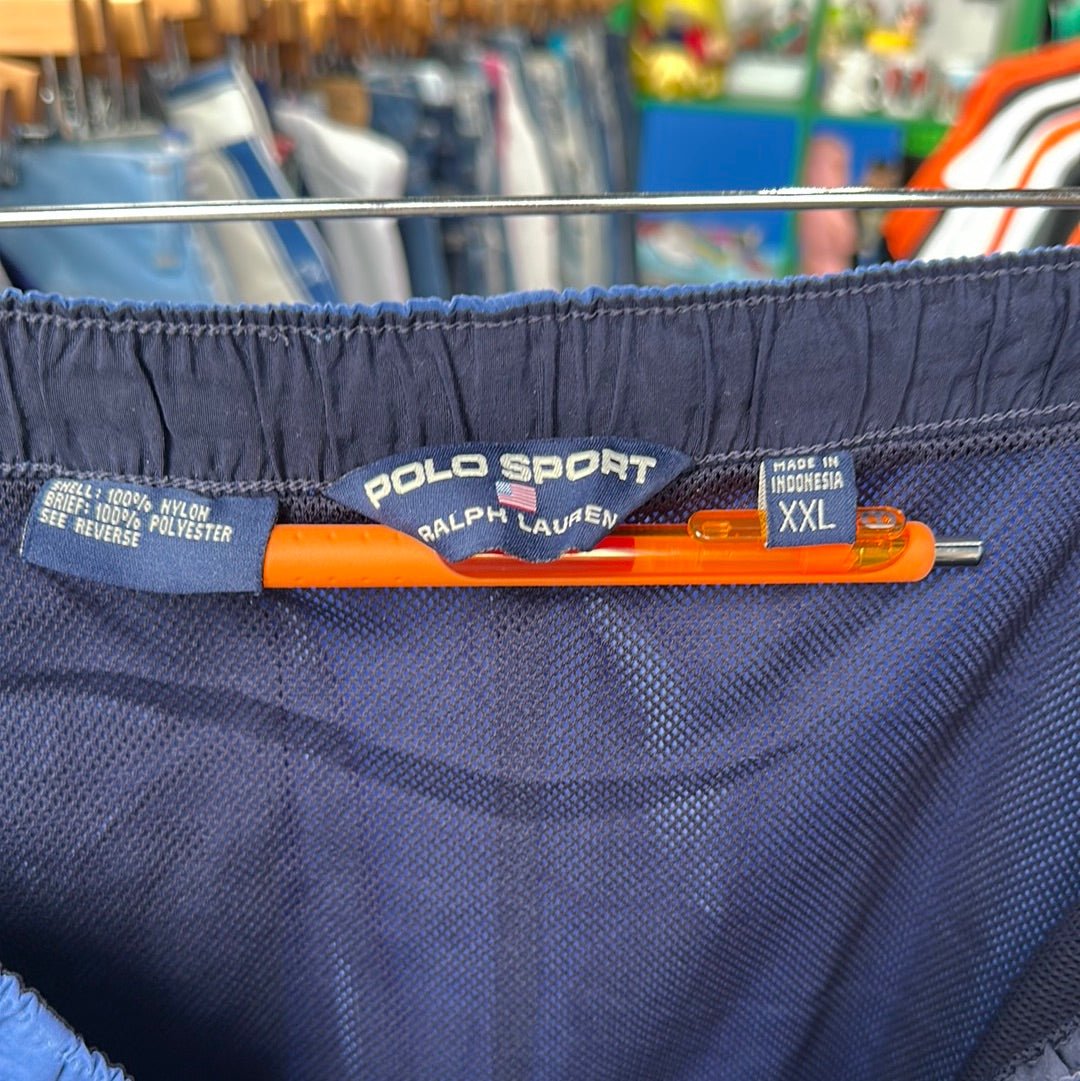 SHELL: 100% NYLON
BRIEF: 100% POLYESTER
SEE REVERSE
POLO SPORT
RALPH LAUREN
MADE IN
INDONESIA
XXL